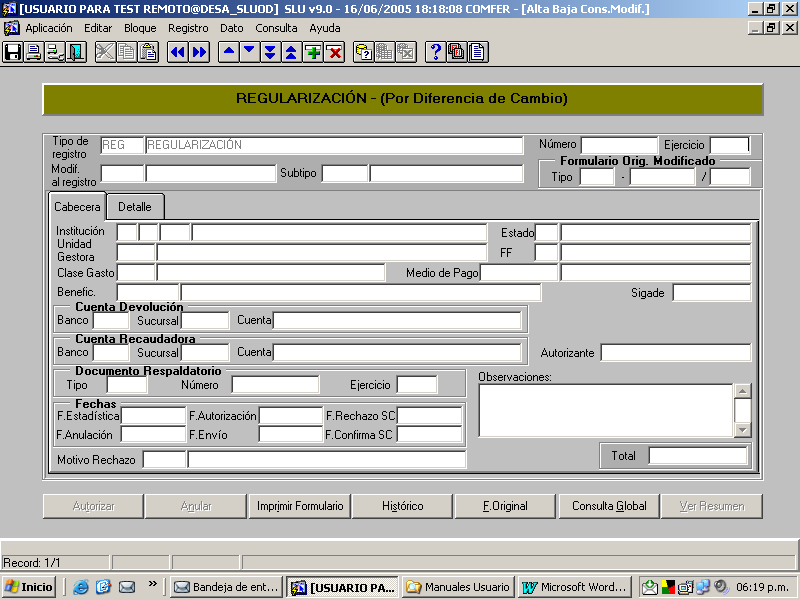 [USUARIO PARA TEST REMOTO@DESA_SLUOD] SLU v9.0 - 16/06/2005 18:18:08 COMFER - [Alta Baja Cons.Modif.]
Aplicación Editar Bloque Registro Dato Consulta Ayuda
REGULARIZACIÓN - (Por Diferencia de Cambio)
Tipo de registro REG REGULARIZACIÓN Número Ejercicio
Formulario Orig. Modificado
Modif. al registro Subtipo Tipo - /
Cabecera Detalle
Institución Estado
Unidad Gestora FF
Clase Gasto Medio de Pago
Benefic. Sigade
Cuenta Devolución
Banco Sucursal Cuenta
Cuenta Recaudadora
Banco Sucursal Cuenta Autorizante
Documento Respaldatorio
Tipo Número Ejercicio Observaciones:
Fechas
F.Estadística F.Autorización F.Rechazo SC
F.Anulación F.Envío F.Confirma SC
Motivo Rechazo Total
Autorizar Anular Imprimir Formulario Histórico F.Original Consulta Global Ver Resumen
Record: 1/1
Inicio » Bandeja de ent... [USUARIO PA... Manuales Usuario Microsoft Word... 06:19 p.m.